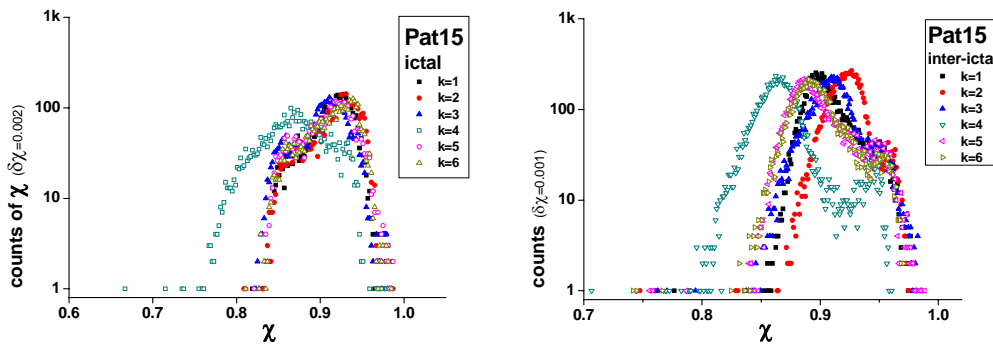 1k
100
10
1
counts of χ (δχ=0.002)
0.6
0.7
0.8
0.9
1.0
χ
Pat15
ictal
k=1
k=2
k=3
k=4
k=5
k=6
1k
100
10
1
counts (δχ=0.001)
0.6
0.7
0.8
0.9
1.0
χ
Pat15
inter-icta
k=1
k=2
k=3
k=4
k=5
k=6